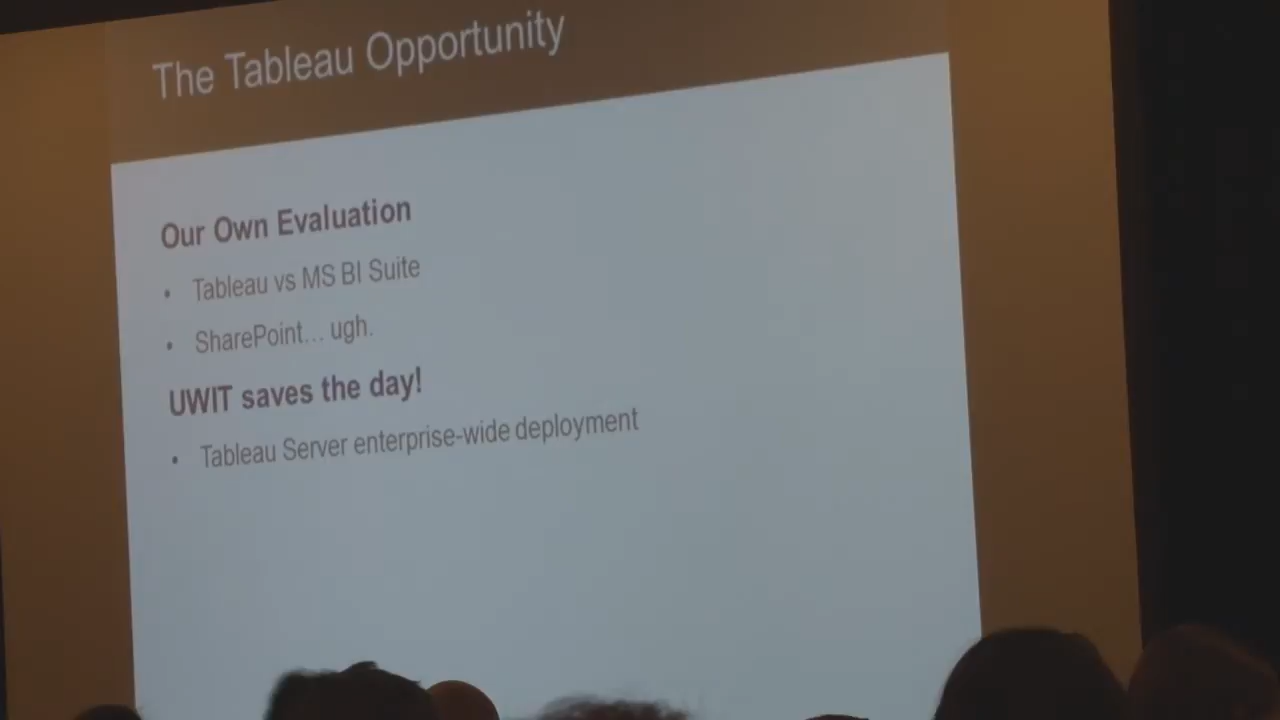 The Tableau Opportunity
Our Own Evaluation
• Tableau vs MS BI Suite
• SharePoint... ugh.
UWIT saves the day!
• Tableau Server enterprise-wide deployment